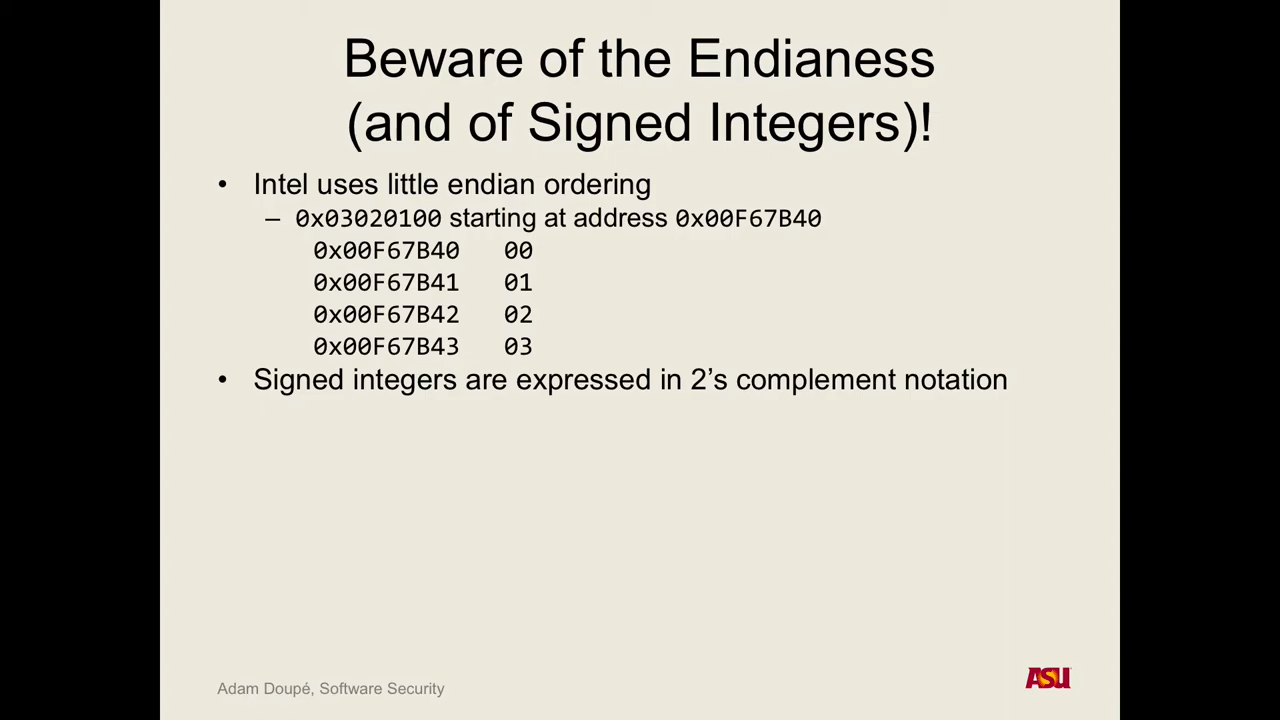 Beware of the Endianess
(and of Signed Integers)!
• Intel uses little endian ordering
– 0x03020100 starting at address 0x00F67B40
0x00F67B40 00
0x00F67B41 01
0x00F67B42 02
0x00F67B43 03
• Signed integers are expressed in 2’s complement notation
Adam Doupé, Software Security
ASU